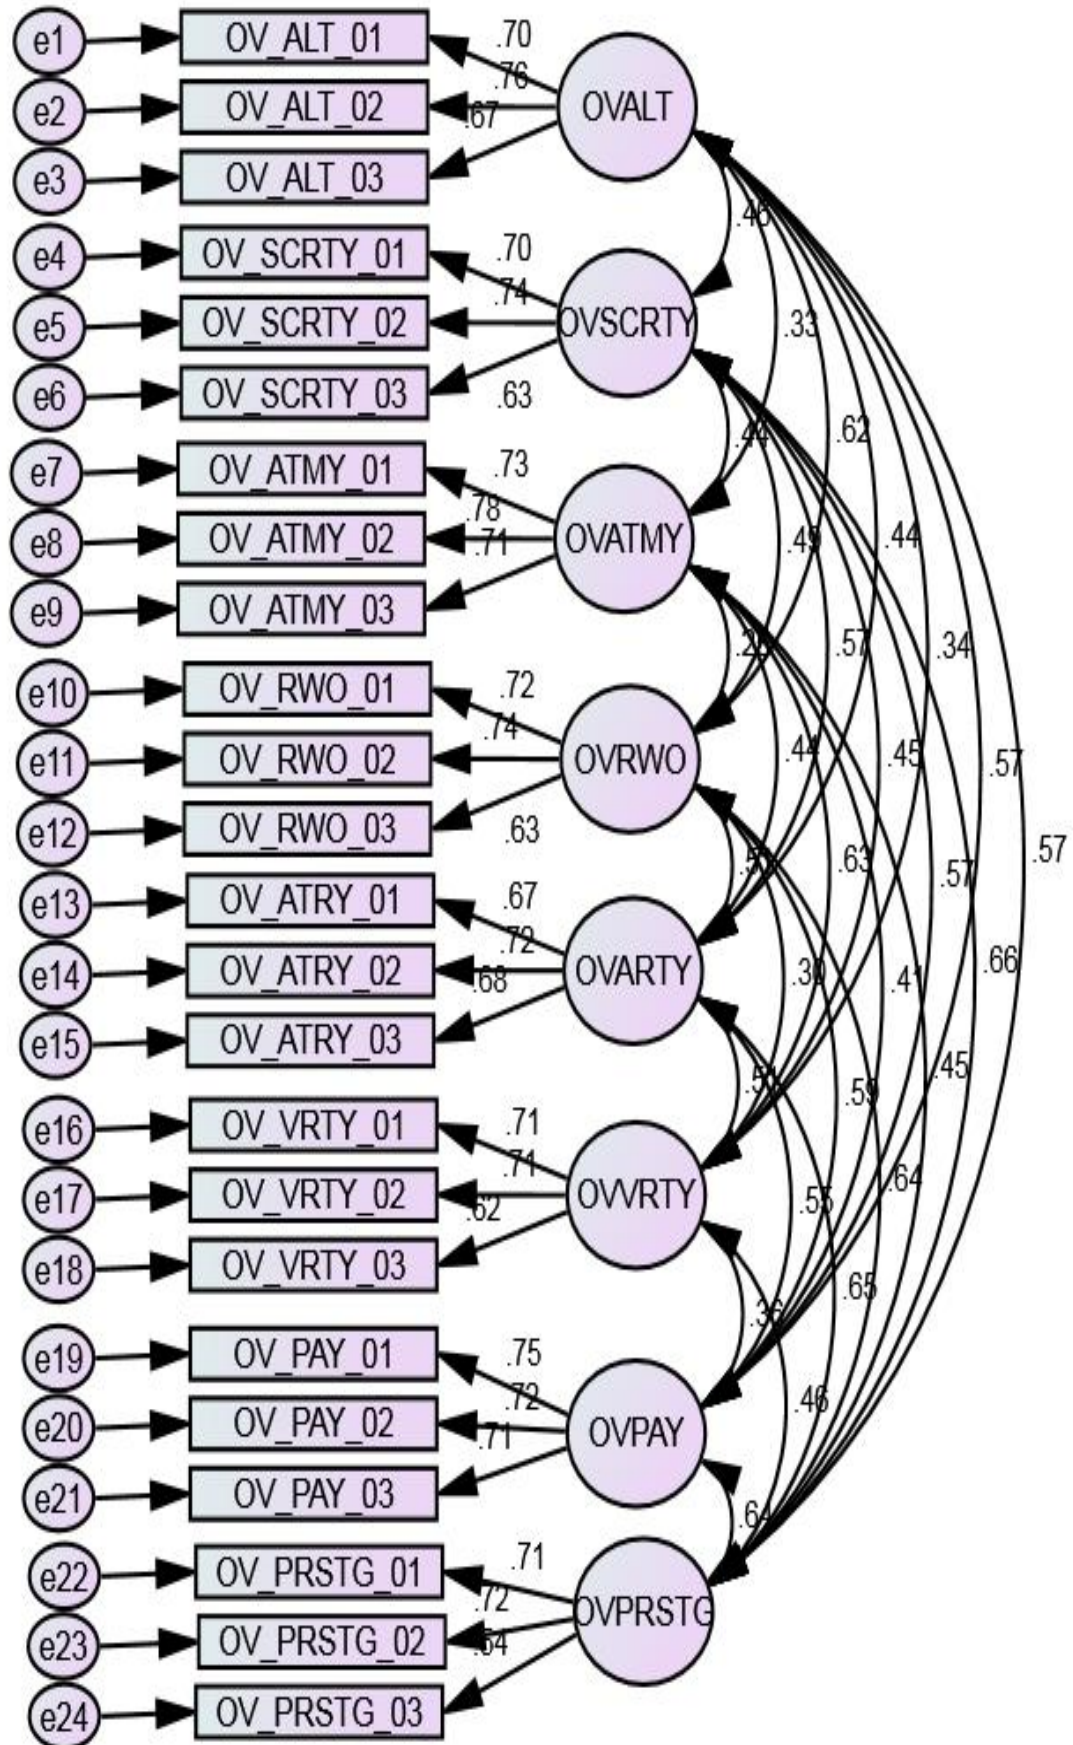 e1
OV_ALT_01
.70
e2
OV_ALT_02
.76
OVALT
e3
OV_ALT_03
.67
e4
OV_SCRTY_01
.70
e5
OV_SCRTY_02
.74
OVSCRTY
e6
OV_SCRTY_03
.63
e7
OV_ATMY_01
.73
e8
OV_ATMY_02
.78
OVATMY
e9
OV_ATMY_03
.71
e10
OV_RWO_01
.72
e11
OV_RWO_02
.74
OVRWO
e12
OV_RWO_03
.63
e13
OV_ATRY_01
.67
e14
OV_ATRY_02
.72
OVARTY
e15
OV_ATRY_03
.68
e16
OV_VRTY_01
.71
e17
OV_VRTY_02
.71
OVVRTY
e18
OV_VRTY_03
.62
e19
OV_PAY_01
.75
e20
OV_PAY_02
.72
OVPAY
e21
OV_PAY_03
.71
e22
OV_PRSTG_01
.71
e23
OV_PRSTG_02
.72
OVPRSTG
e24
OV_PRSTG_03
.33
.62
.44
.44
.49
.44
.57
.34
.44
.45
.57
.63
.57
.57
.30
.41
.66
.59
.45
.55
.64
.36
.65
.46
.64